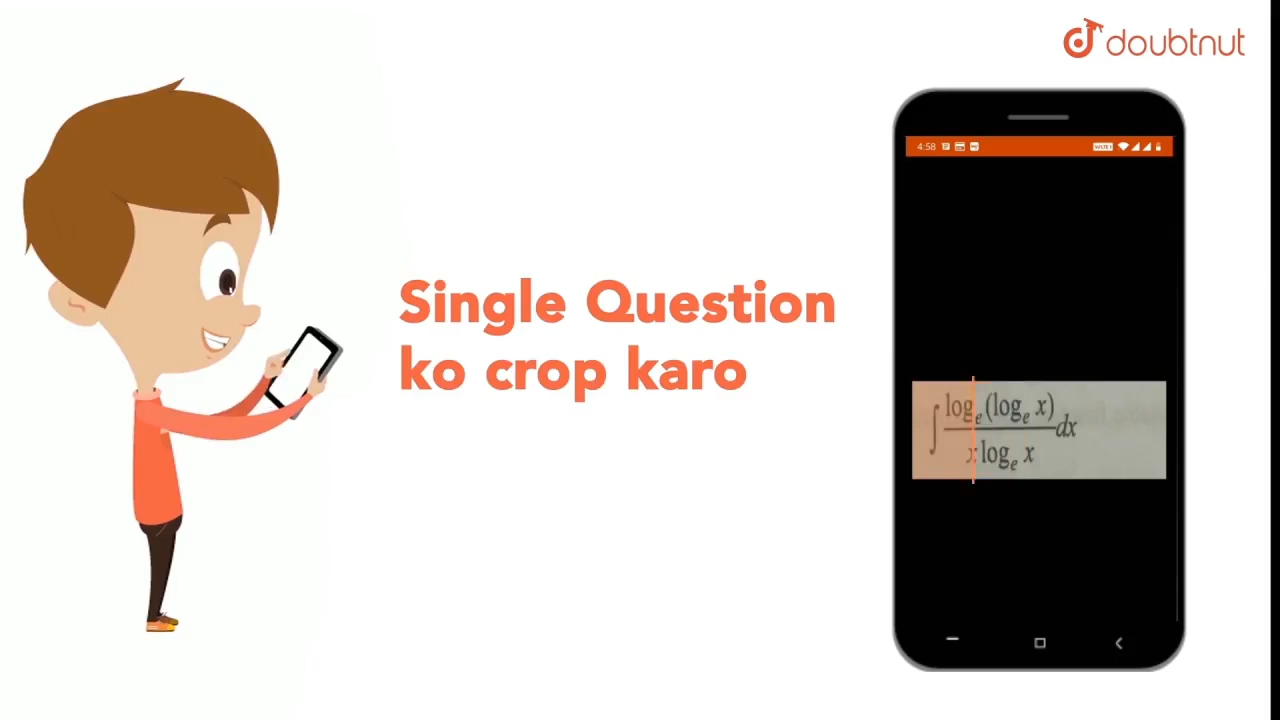 doubtnut
4:58
Single Question
ko crop karo
∫ logₑ (logₑ x) / x logₑ x dx